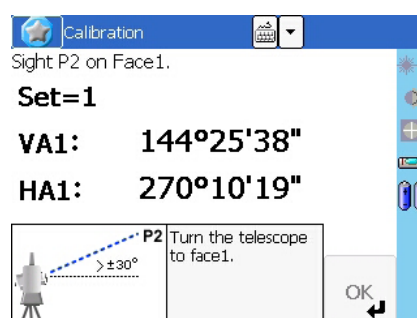 Calibration
Sight P2 on Face1.
Set=1
VA1: 144°25'38"
HA1: 270°10'19"
P2
>±30°
Turn the telescope
to face1.
OK